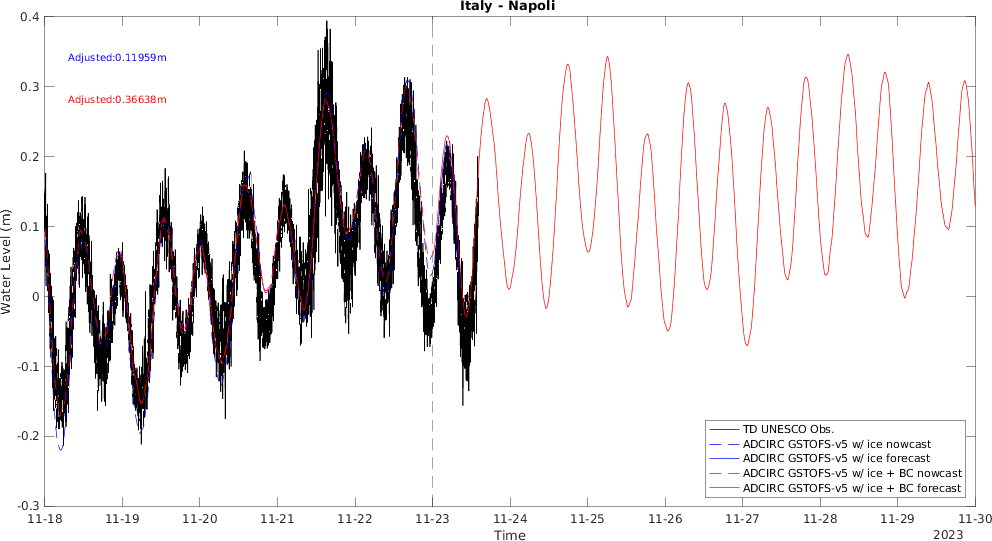 Italy - Napoli
Adjusted:0.11959m
Adjusted:0.36638m
Water Level (m)
0.4
0.3
0.2
0.1
0
-0.1
-0.2
-0.3
TD UNESCO Obs.
ADCIRC GSTOFS-v5 w/ ice nowcast
ADCIRC GSTOFS-v5 w/ ice forecast
ADCIRC GSTOFS-v5 w/ ice + BC nowcast
ADCIRC GSTOFS-v5 w/ ice + BC forecast
11-18 11-19 11-20 11-21 11-22 11-23 11-24 11-25 11-26 11-27 11-28 11-29 11-30
Time
2023